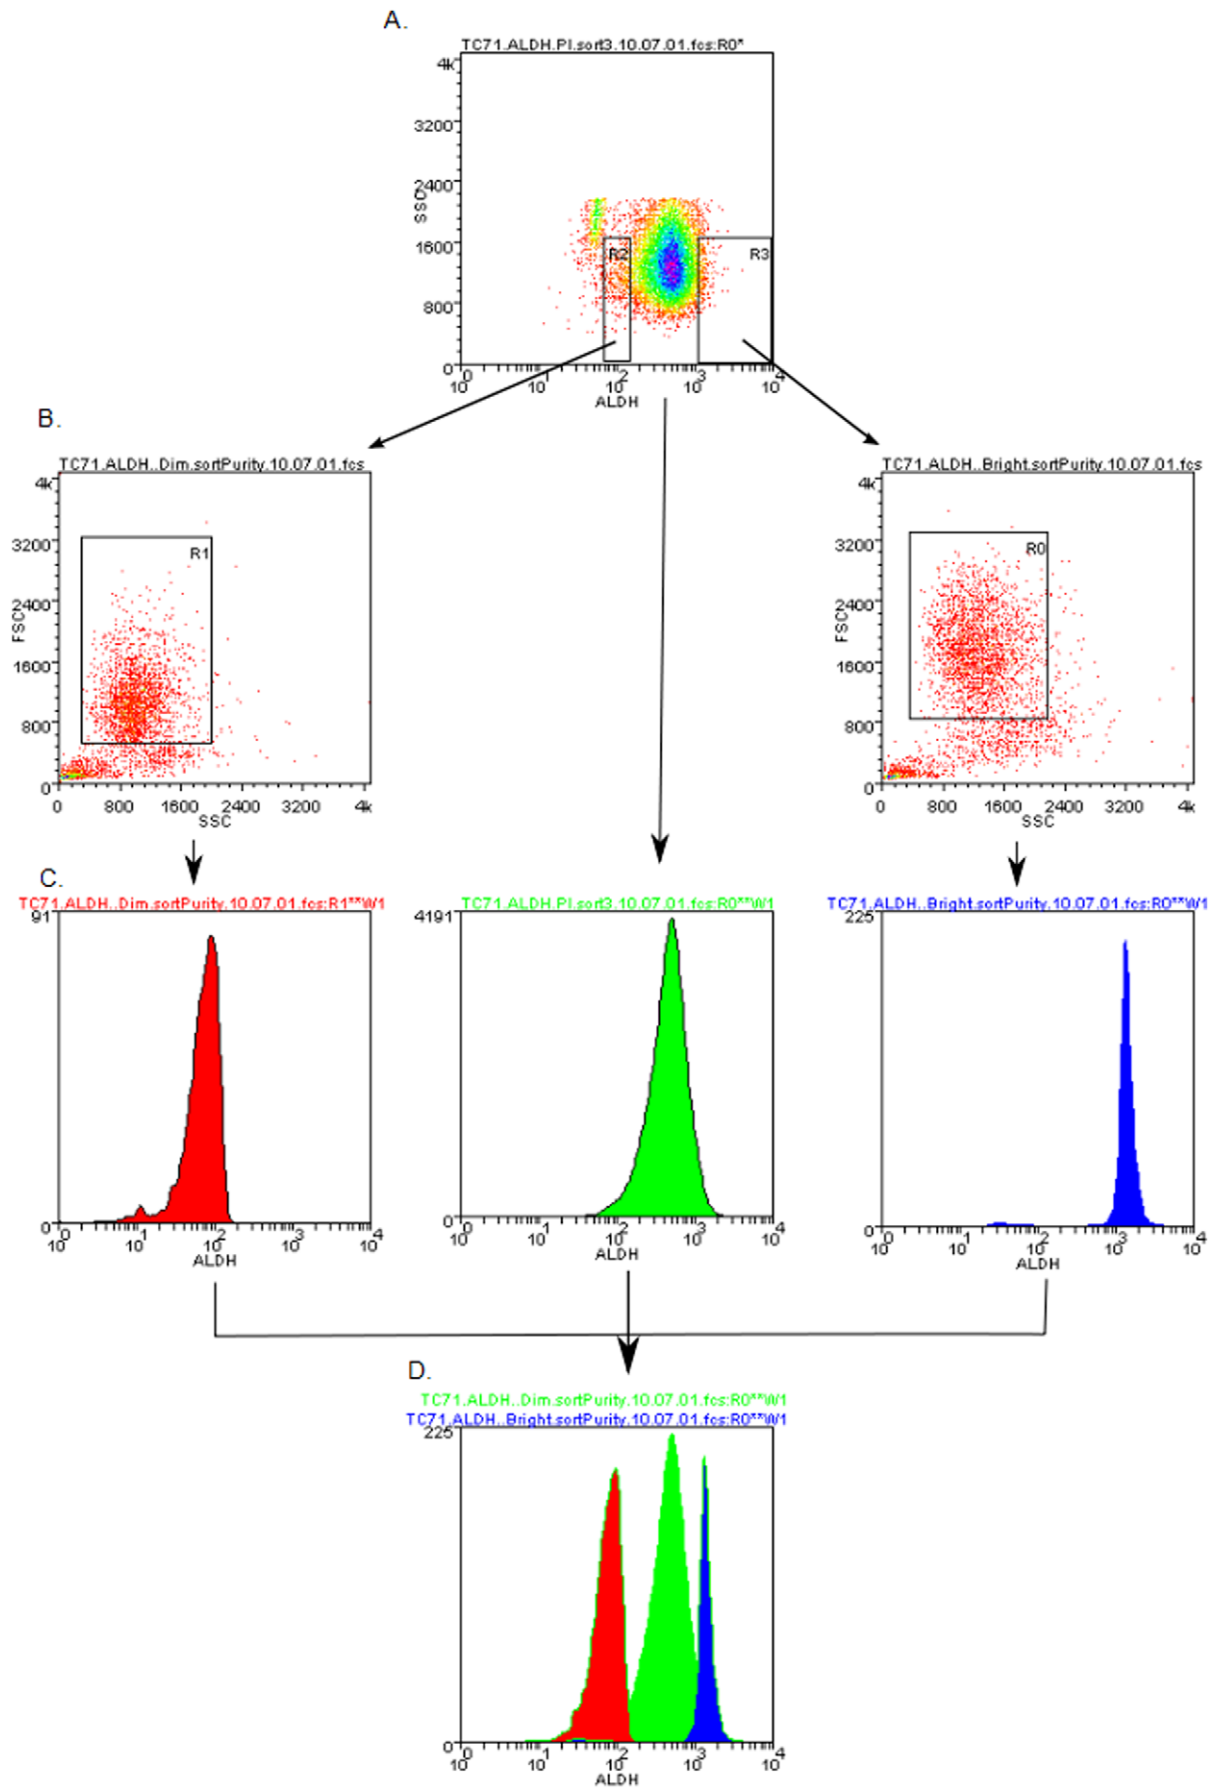 A.
TC71.ALDH.PI.sort3.10.07.01.fcs:R0*
4k
3200
2400
1600
800
0
SSC
R2
R3
10^0 10^1 10^2 10^3 10^4
ALDH
B.
TC71.ALDH..Dim.sortPurity.10.07.01.fcs
4k
3200
2400
1600
800
0
FSC
R1
0 800 1600 2400 3200 4k
SSC
TC71.ALDH..Bright.sortPurity.10.07.01.fcs
4k
3200
2400
1600
800
0
FSC
R0
0 800 1600 2400 3200 4k
SSC
C.
TC71.ALDH..Dim.sortPurity.10.07.01.fcs:R1**W1
91
0
10^0 10^1 10^2 10^3 10^4
ALDH
TC71.ALDH.PI.sort3.10.07.01.fcs:R0**W1
4191
0
10^0 10^1 10^2 10^3 10^4
ALDH
TC71.ALDH..Bright.sortPurity.10.07.01.fcs:R0**W1
225
0
10^0 10^1 10^2 10^3 10^4
ALDH
D.
TC71.ALDH..Dim.sortPurity.10.07.01.fcs:R0**W1
TC71.ALDH..Bright.sortPurity.10.07.01.fcs:R0**W1
225
0
10^0 10^1 10^2 10^3 10^4
ALDH